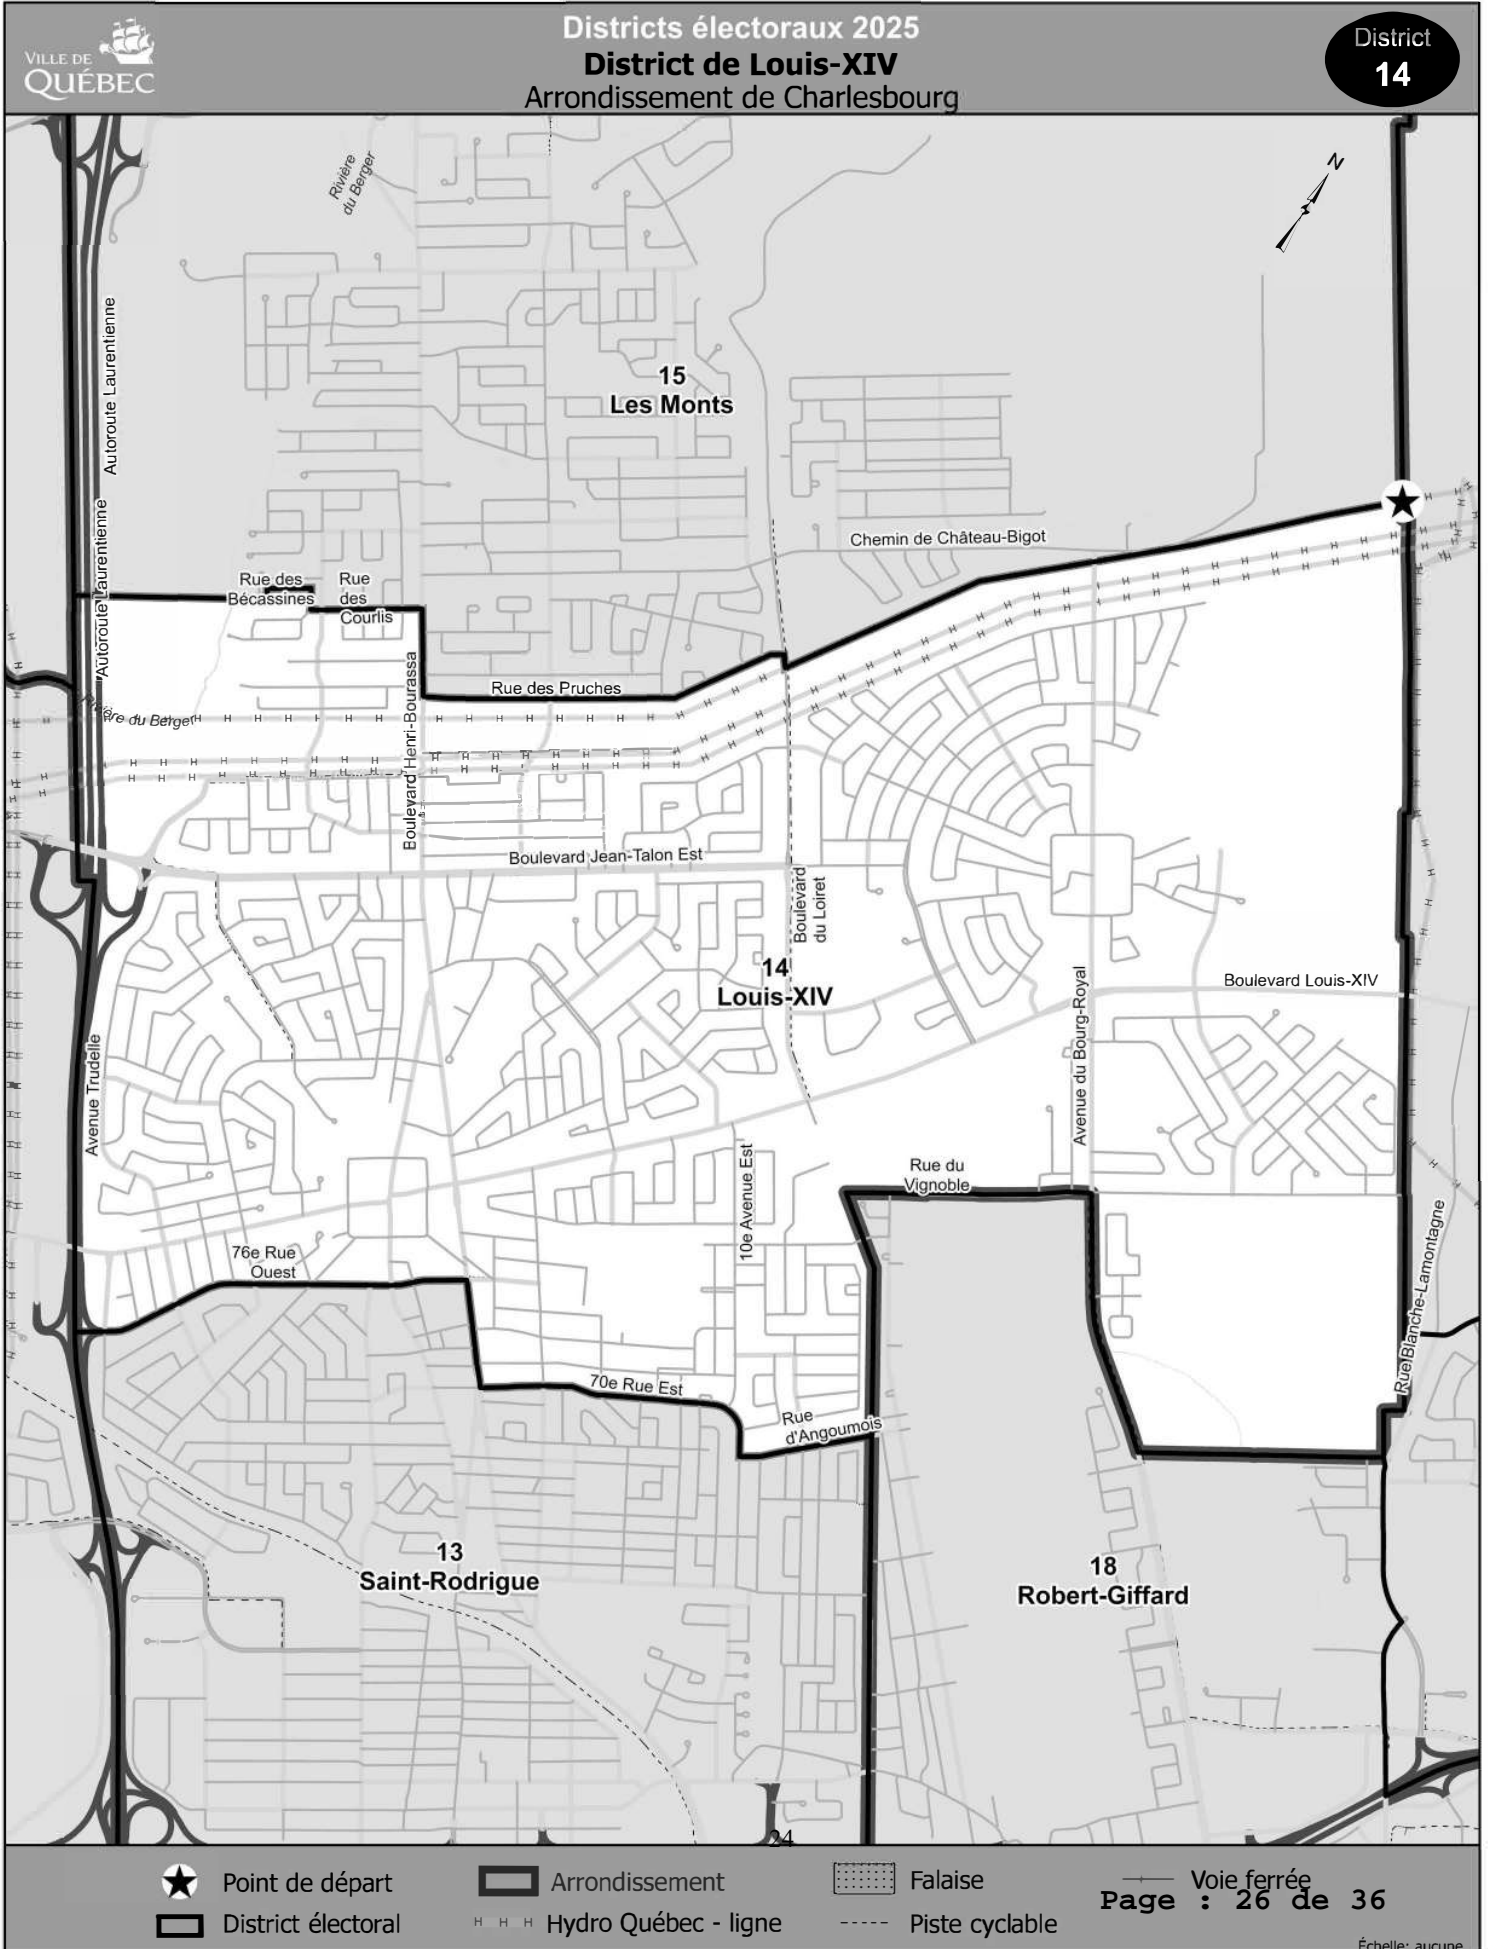 VILLE DE
QUÉBEC
Districts électoraux 2025
District de Louis-XIV
Arrondissement de Charlesbourg
District
14
Rivière
du Berger
N
Autoroute Laurentienne
15
Les Monts
Autoroute Laurentienne
Chemin de Château-Bigot
Rue des
Bécassines
Rue
des
Courlis
Rue des Pruches
Rivière du Berger
Boulevard Henri-Bourassa
Boulevard Jean-Talon Est
Boulevard
du Loiret
14
Louis-XIV
Boulevard Louis-XIV
Avenue du Bourg-Royal
Avenue Trudelle
10e Avenue Est
Rue du
Vignoble
76e Rue
Ouest
Rue Blanche-Lamontagne
70e Rue Est
Rue
d'Angoumois
13
Saint-Rodrigue
18
Robert-Giffard
24
Point de départ
Arrondissement
Falaise
Voie ferrée
District électoral
H H H Hydro Québec - ligne
Piste cyclable
Page : 26 de 36
Échelle: aucune